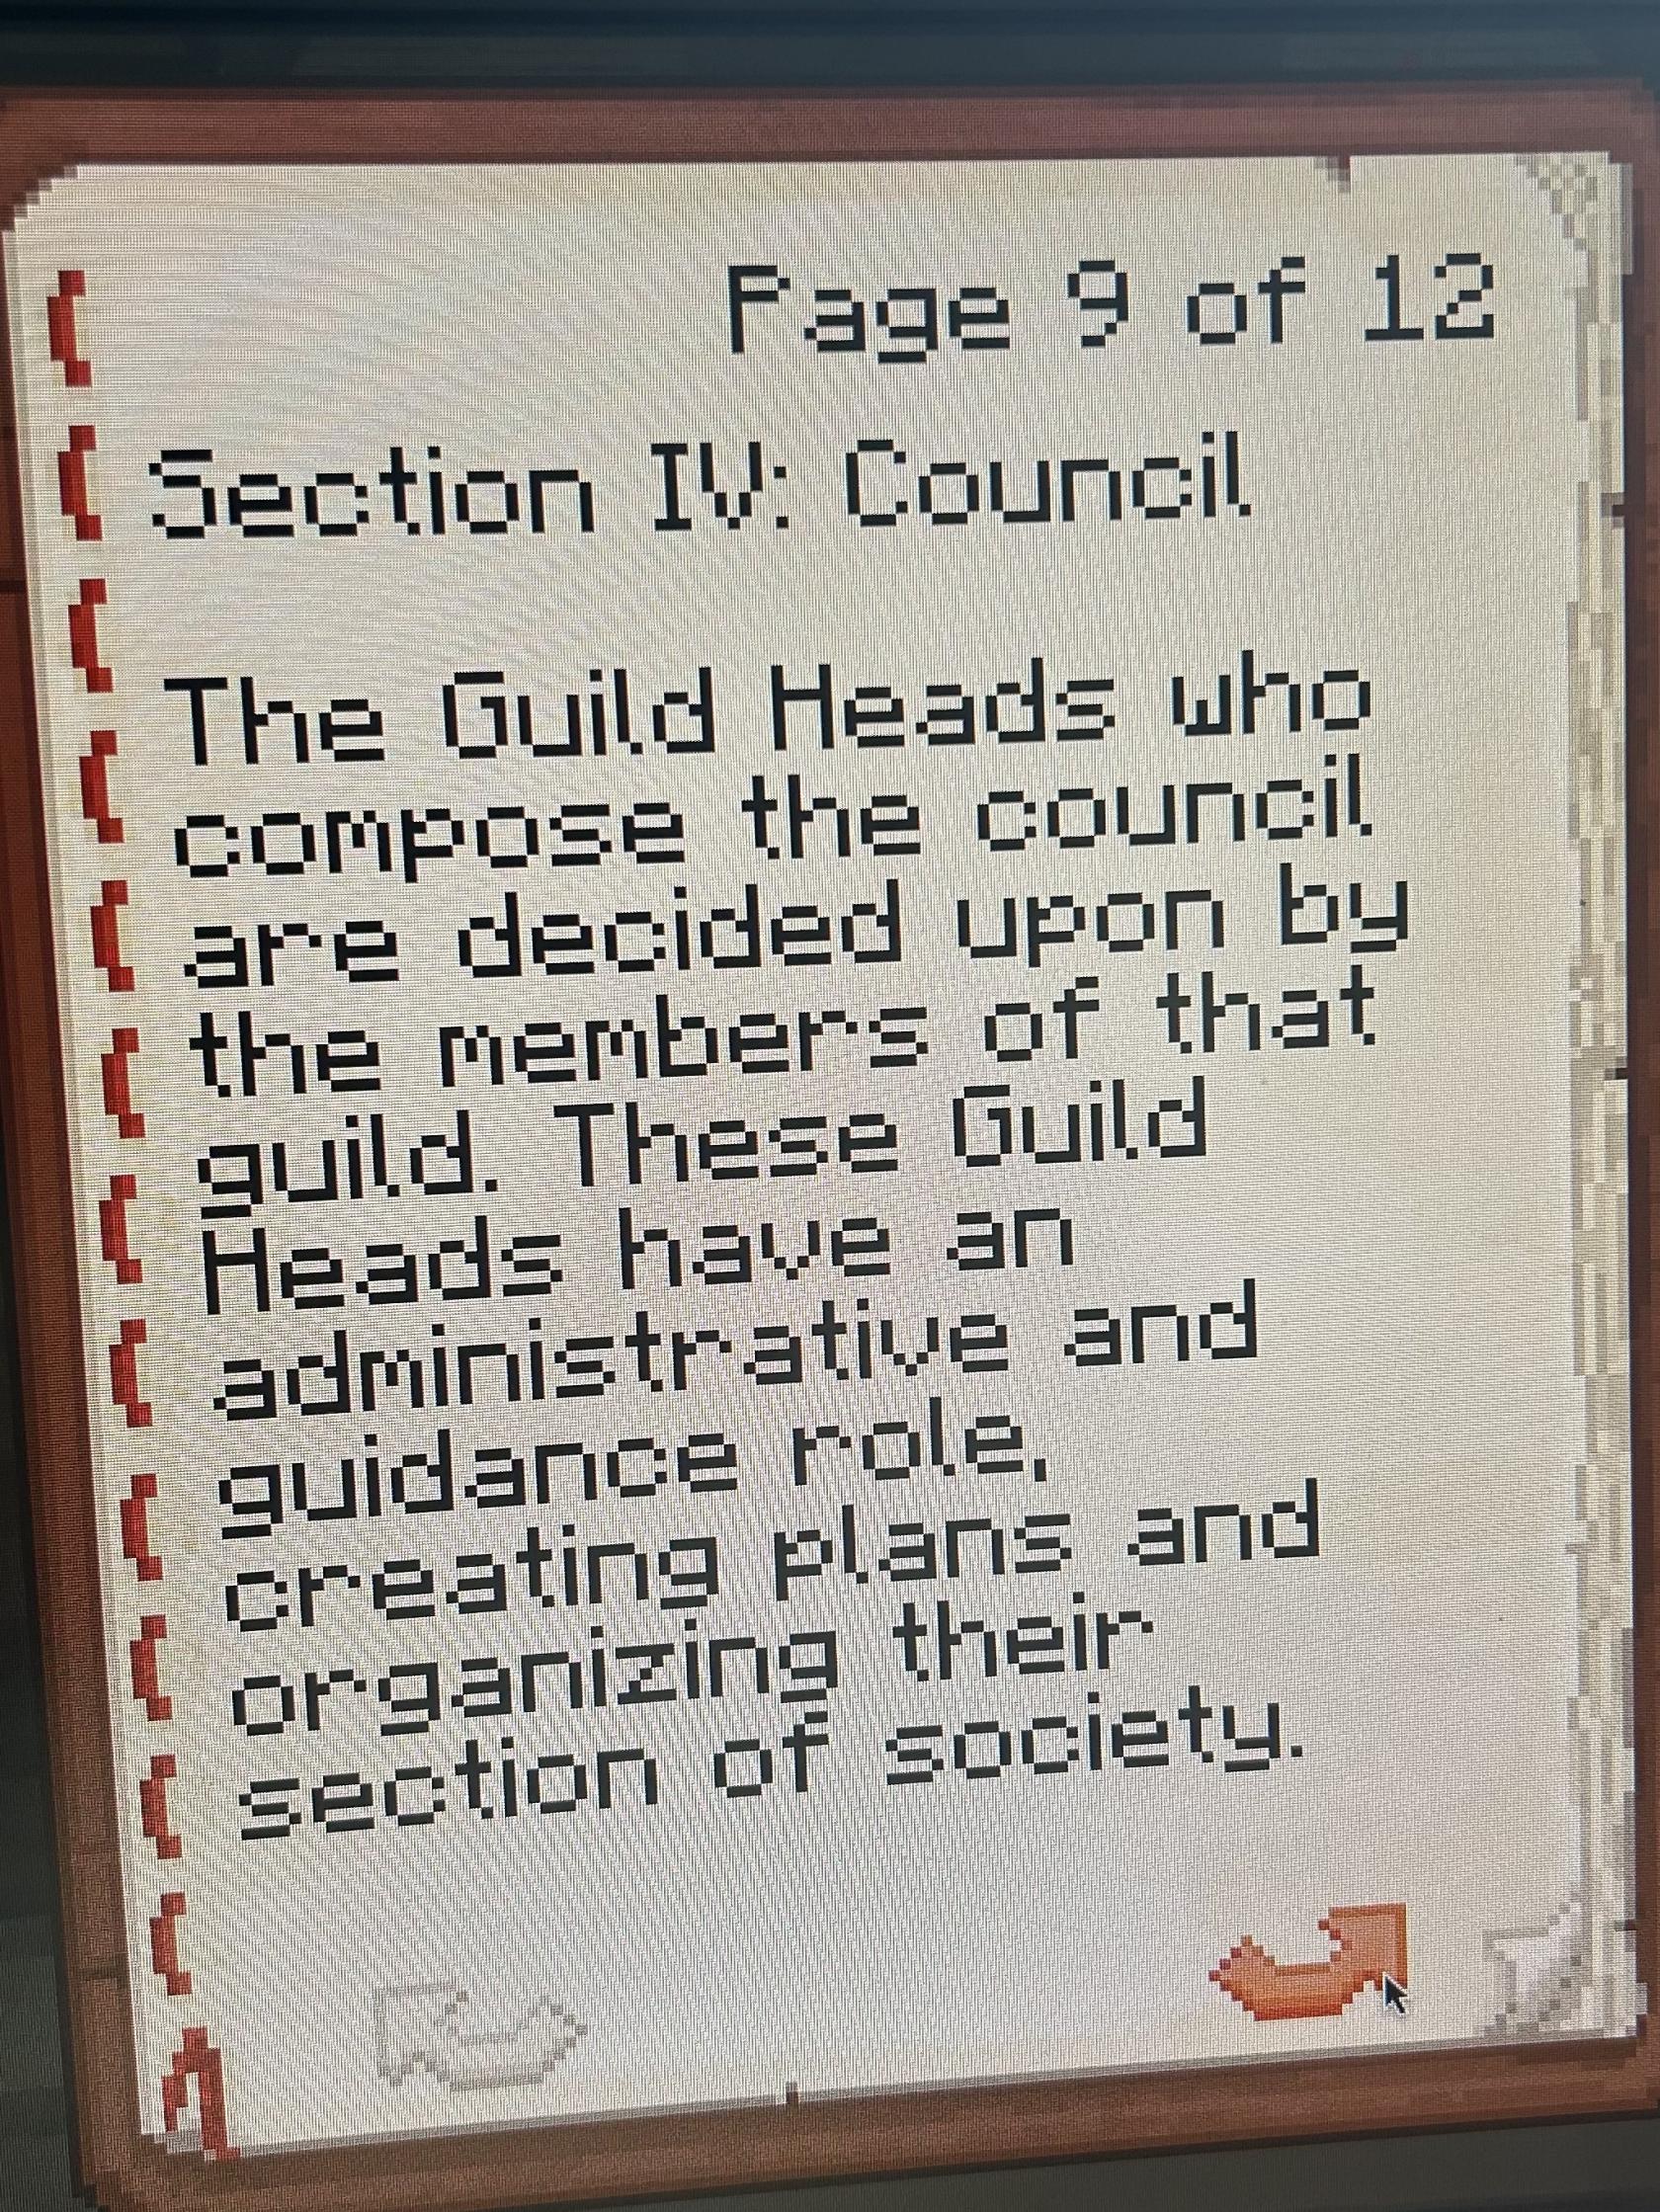 Page 9 of 12
Section IV: Council
The Guild Heads who
compose the council
are decided upon by
the members of that
guild. These Guild
Heads have an
administrative and
guidance role,
creating plans, and
organizing their
section of society.